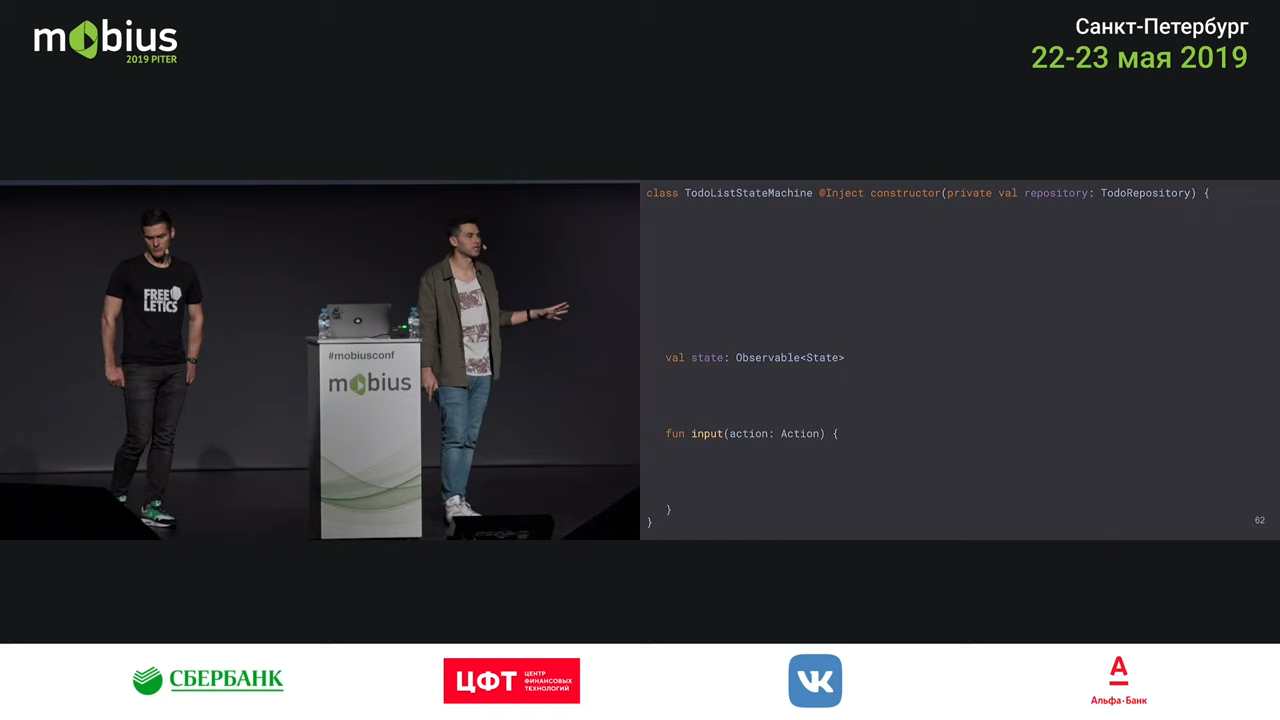 mobius
2019 PITER
Санкт-Петербург
22-23 мая 2019
FREE
LETICS
#mobiusconf
mobius
class TodoListStateMachine @Inject constructor(private val repository: TodoRepository) {
val state: Observable<State>
fun input(action: Action) {
}
}
62
СБЕРБАНК
ЦФТ
ЦЕНТР
ФИНАНСОВЫХ
ТЕХНОЛОГИЙ
VK
А
Альфа·Банк